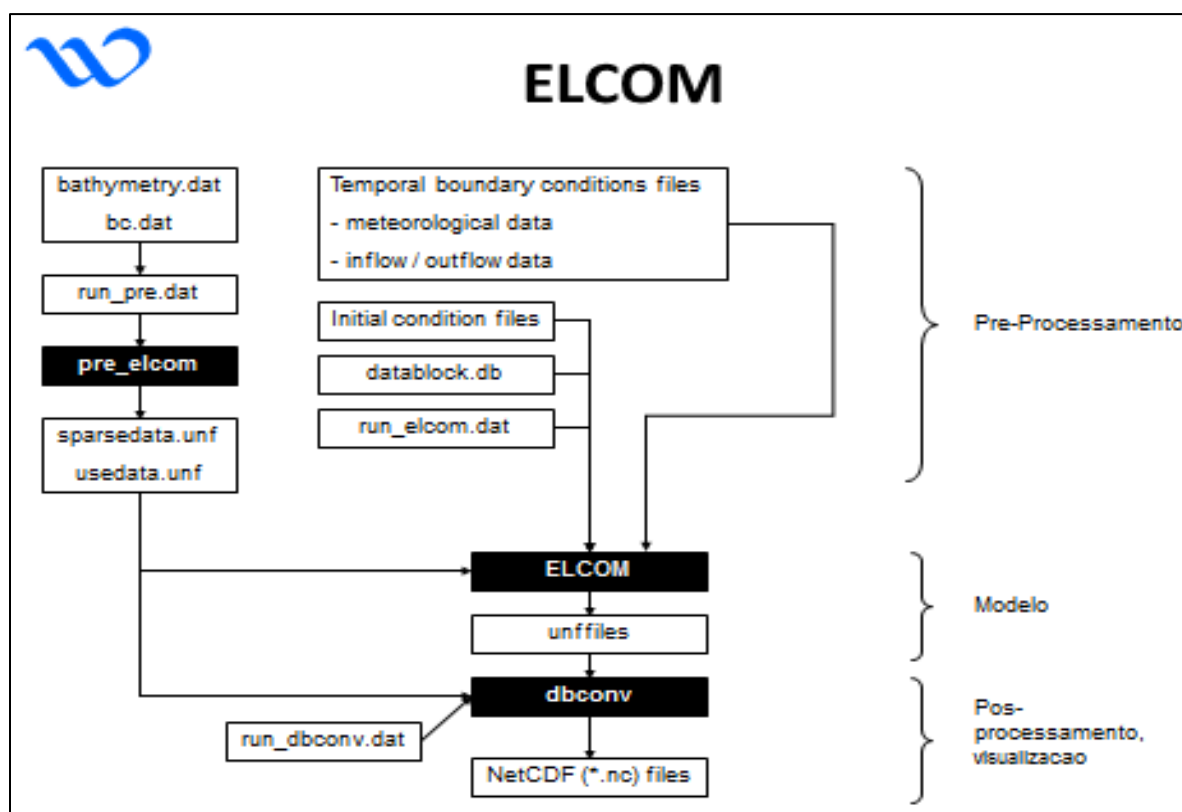 ELCOM
bathymetry.dat
bc.dat
run_pre.dat
pre_elcom
sparsedata.unf
usedata.unf
Temporal boundary conditions files
- meteorological data
- inflow / outflow data
Initial condition files
datablock.db
run_elcom.dat
Pre-Processamento
ELCOM
unffiles
Modelo
dbconv
run_dbconv.dat
NetCDF (*.nc) files
Pos-
processamento,
visualizacao